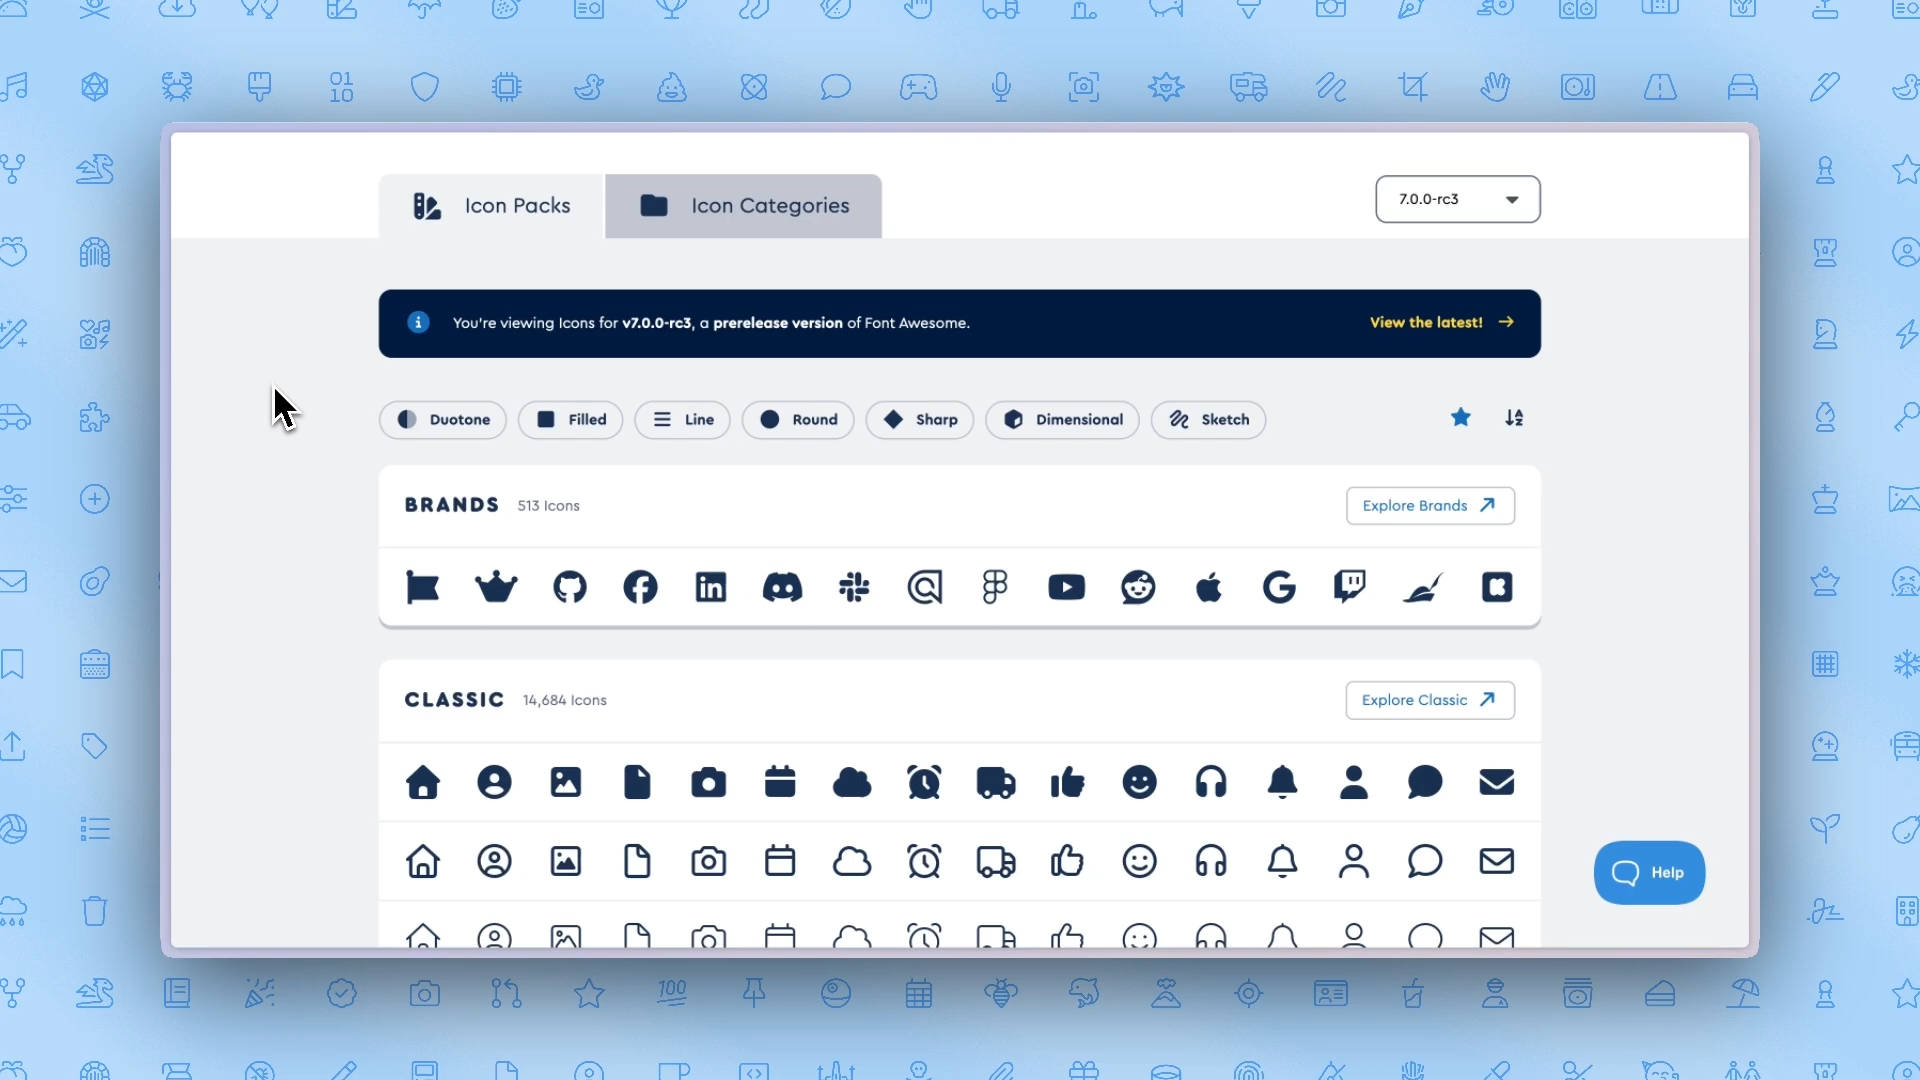 Icon Packs
Icon Categories
7.0.0-rc3
You're viewing Icons for v7.0.0-rc3, a prerelease version of Font Awesome.
View the latest!
Duotone
Filled
Line
Round
Sharp
Dimensional
Sketch
BRANDS 513 Icons
Explore Brands
CLASSIC 14,684 Icons
Explore Classic
Help